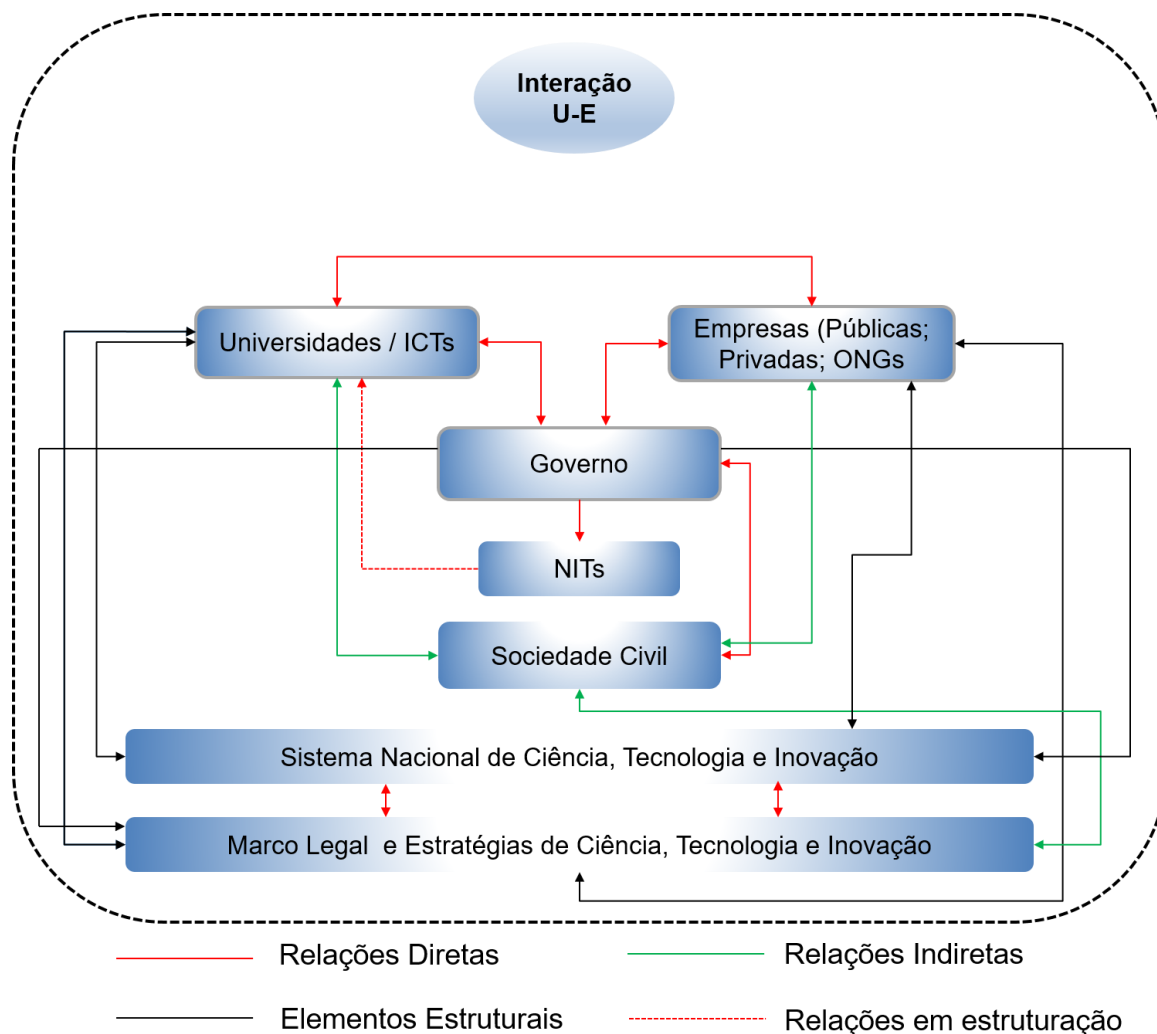 Interação
U-E
Universidades / ICTs
Empresas (Públicas;
Privadas; ONGs
Governo
NITs
Sociedade Civil
Sistema Nacional de Ciência, Tecnologia e Inovação
Marco Legal  e Estratégias de Ciência, Tecnologia e Inovação
Relações Diretas
Relações Indiretas
Elementos Estruturais
Relações em estruturação